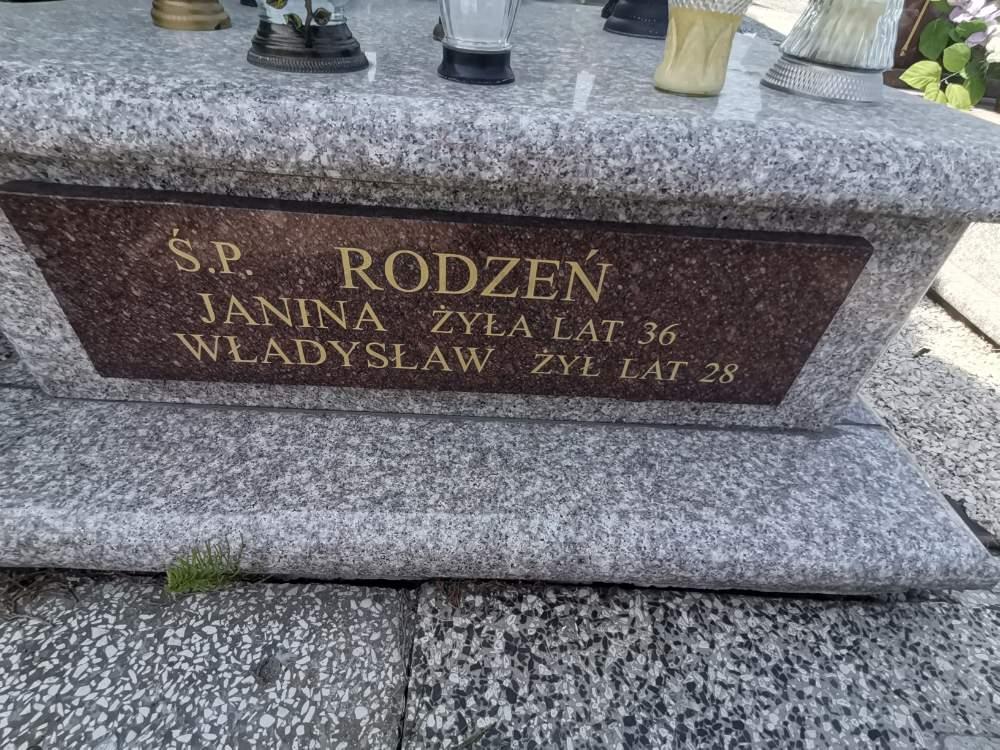 Ś.P. RODZEŃ
JANINA ŻYŁA LAT 36
WŁADYSŁAW ŻYŁ LAT 28